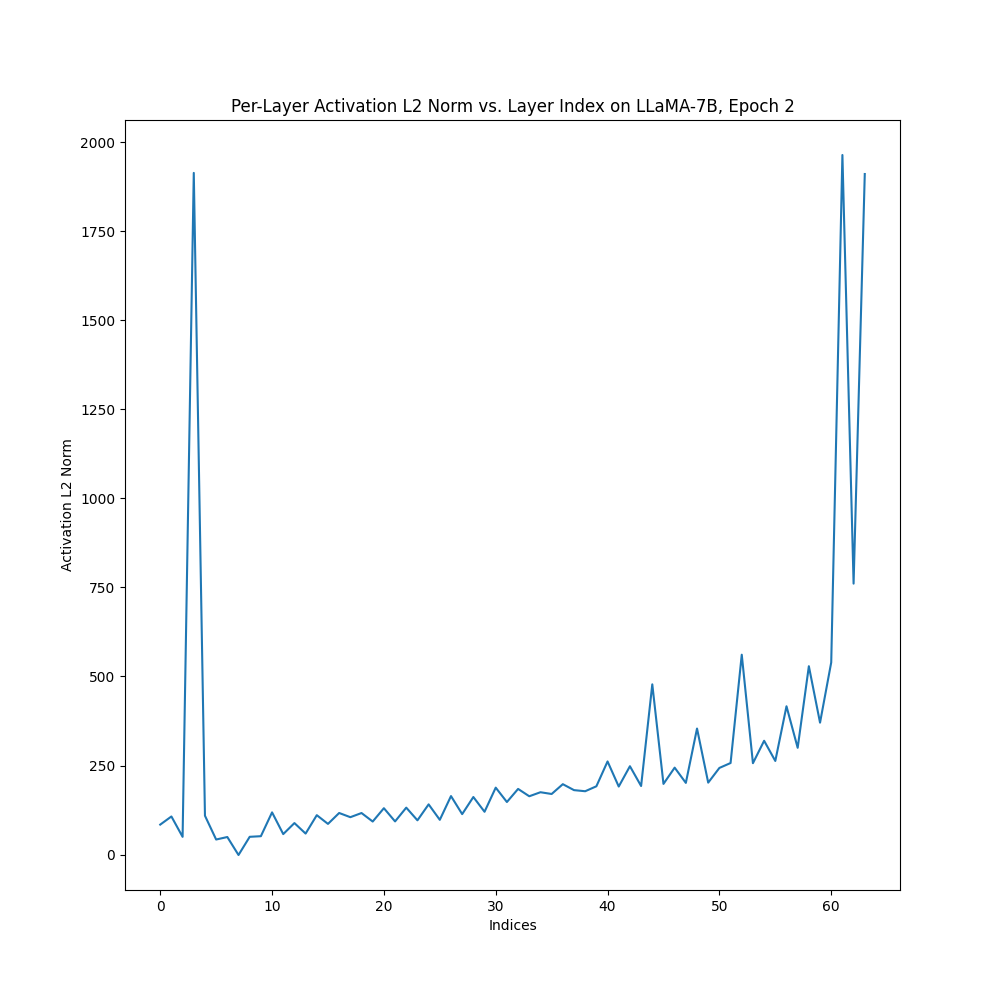 Per-Layer Activation L2 Norm vs. Layer Index on LLaMA-7B, Epoch 2
2000
1750
1500
1250
1000
750
500
250
0
Activation L2 Norm
0 10 20 30 40 50 60
Indices